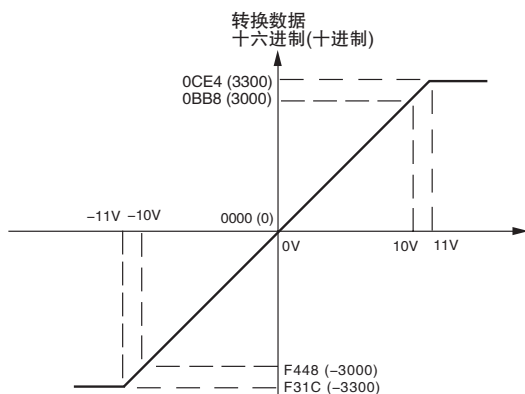 转换数据
十六进制(十进制)
0CE4 (3300)
0BB8 (3000)
−11V −10V
0000 (0)
0V
10V
11V
F448 (−3000)
F31C (−3300)